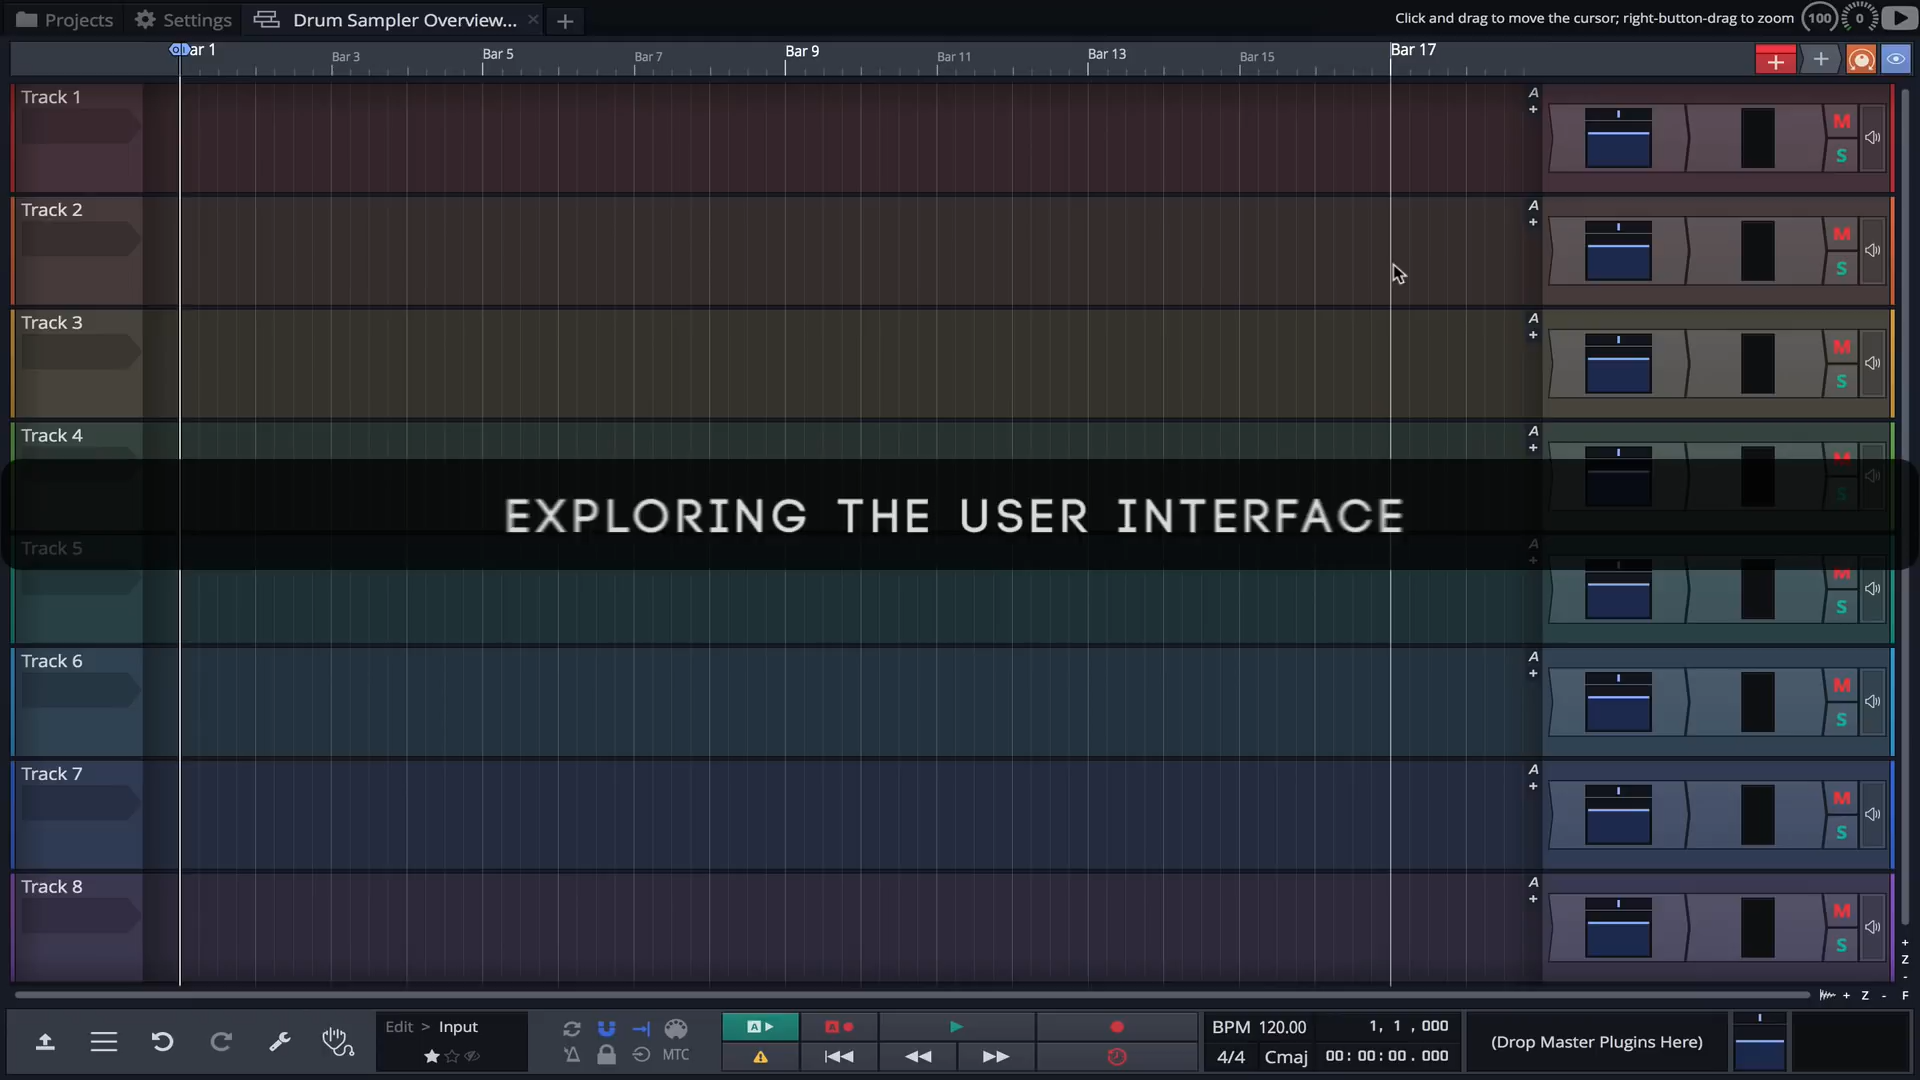 Projects
Settings
Drum Sampler Overview...
Click and drag to move the cursor; right-button-drag to zoom
100
0
ar 1
Bar 3
Bar 5
Bar 7
Bar 9
Bar 11
Bar 13
Bar 15
Bar 17
Track 1
A
M
S
Track 2
A
M
S
Track 3
A
M
S
Track 4
A
M
S
EXPLORING THE USER INTERFACE
Track 5
A
M
S
Track 6
A
M
S
Track 7
A
M
S
Track 8
A
M
S
+
Z
-
+ Z - F
Edit > Input
MTC
A
A
BPM 120.00
1, 1 , 000
4/4 Cmaj
00: 00: 00. 000
(Drop Master Plugins Here)